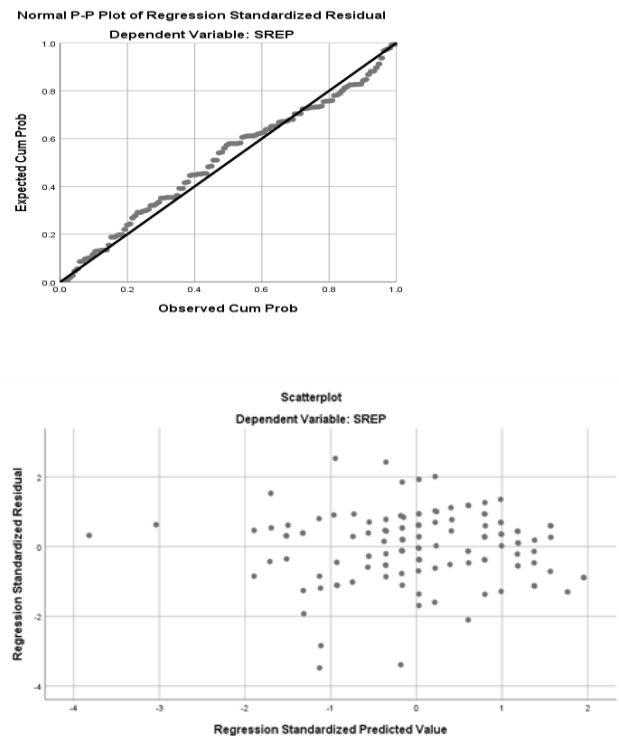 Normal P-P Plot of Regression Standardized Residual
Dependent Variable: SREP
Expected Cum Prob
1.0
0.8
0.6
0.4
0.2
0.0
0.0 0.2 0.4 0.6 0.8 1.0
Observed Cum Prob
Scatterplot
Dependent Variable: SREP
Regression Standardized Residual
2
0
-2
-4
-4 -3 -2 -1 0 1 2
Regression Standardized Predicted Value